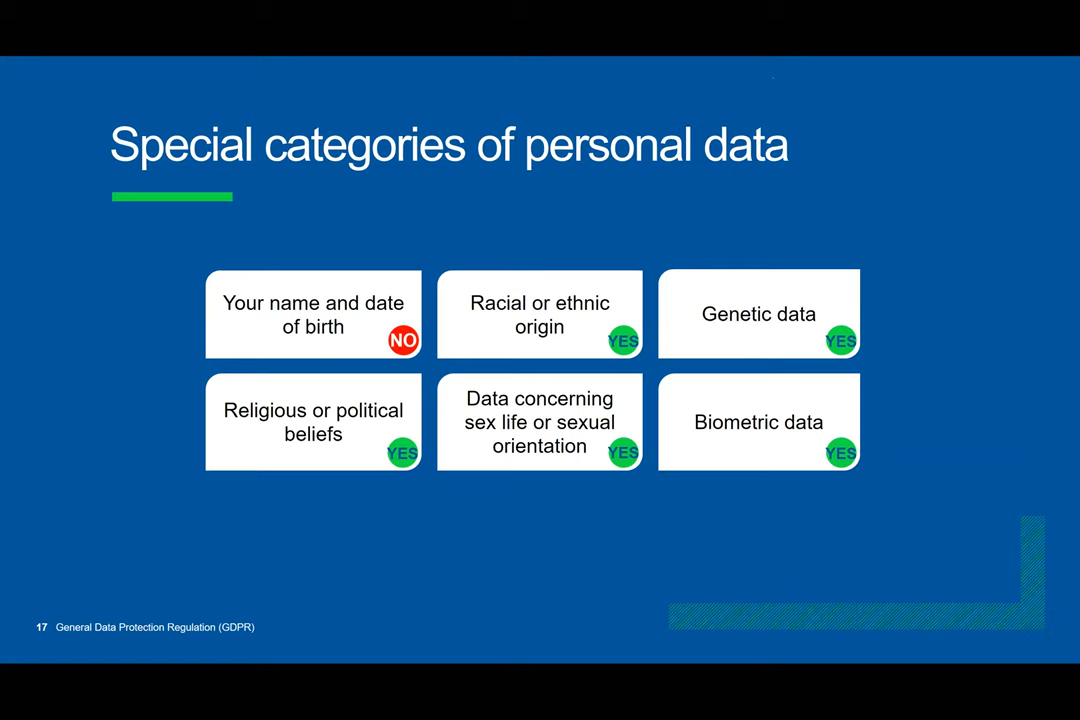 Special categories of personal data
Your name and date
of birth
NO
Racial or ethnic
origin
YES
Genetic data
YES
Religious or political
beliefs
YES
Data concerning
sex life or sexual
orientation
YES
Biometric data
YES
17 General Data Protection Regulation (GDPR)